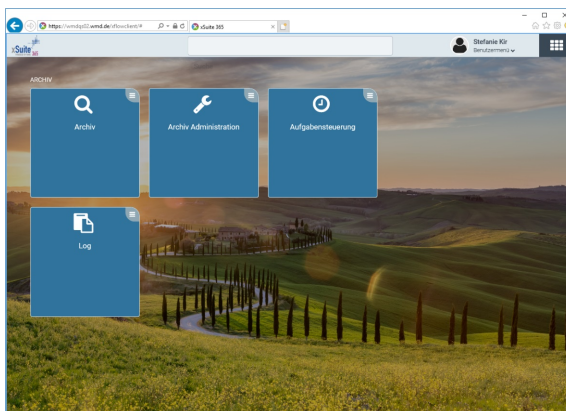 https://wmdqs02.wmd.de/xflowclient/#
xSuite 365
xSuite 365
Stefanie Kir
Benutzermenü
ARCHIV
Archiv
Archiv Administration
Aufgabensteuerung
Log